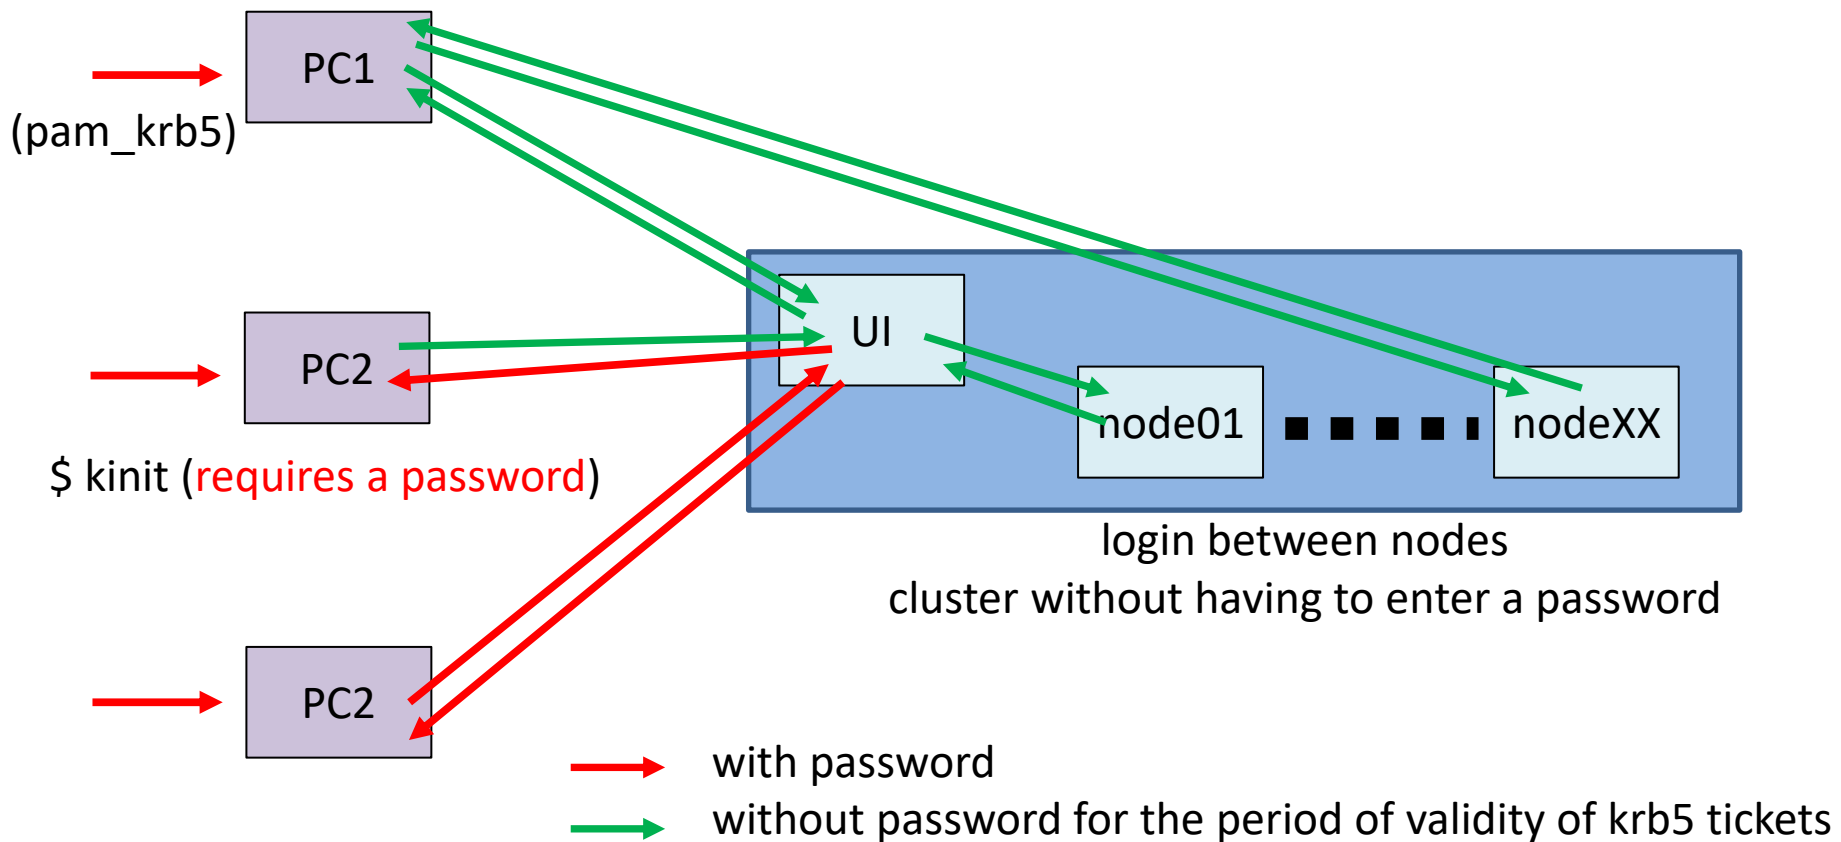 PC1
(pam_krb5)
UI
PC2
node01
nodeXX
$ kinit (requires a password)
login between nodes
cluster without having to enter a password
PC2
with password
without password for the period of validity of krb5 tickets